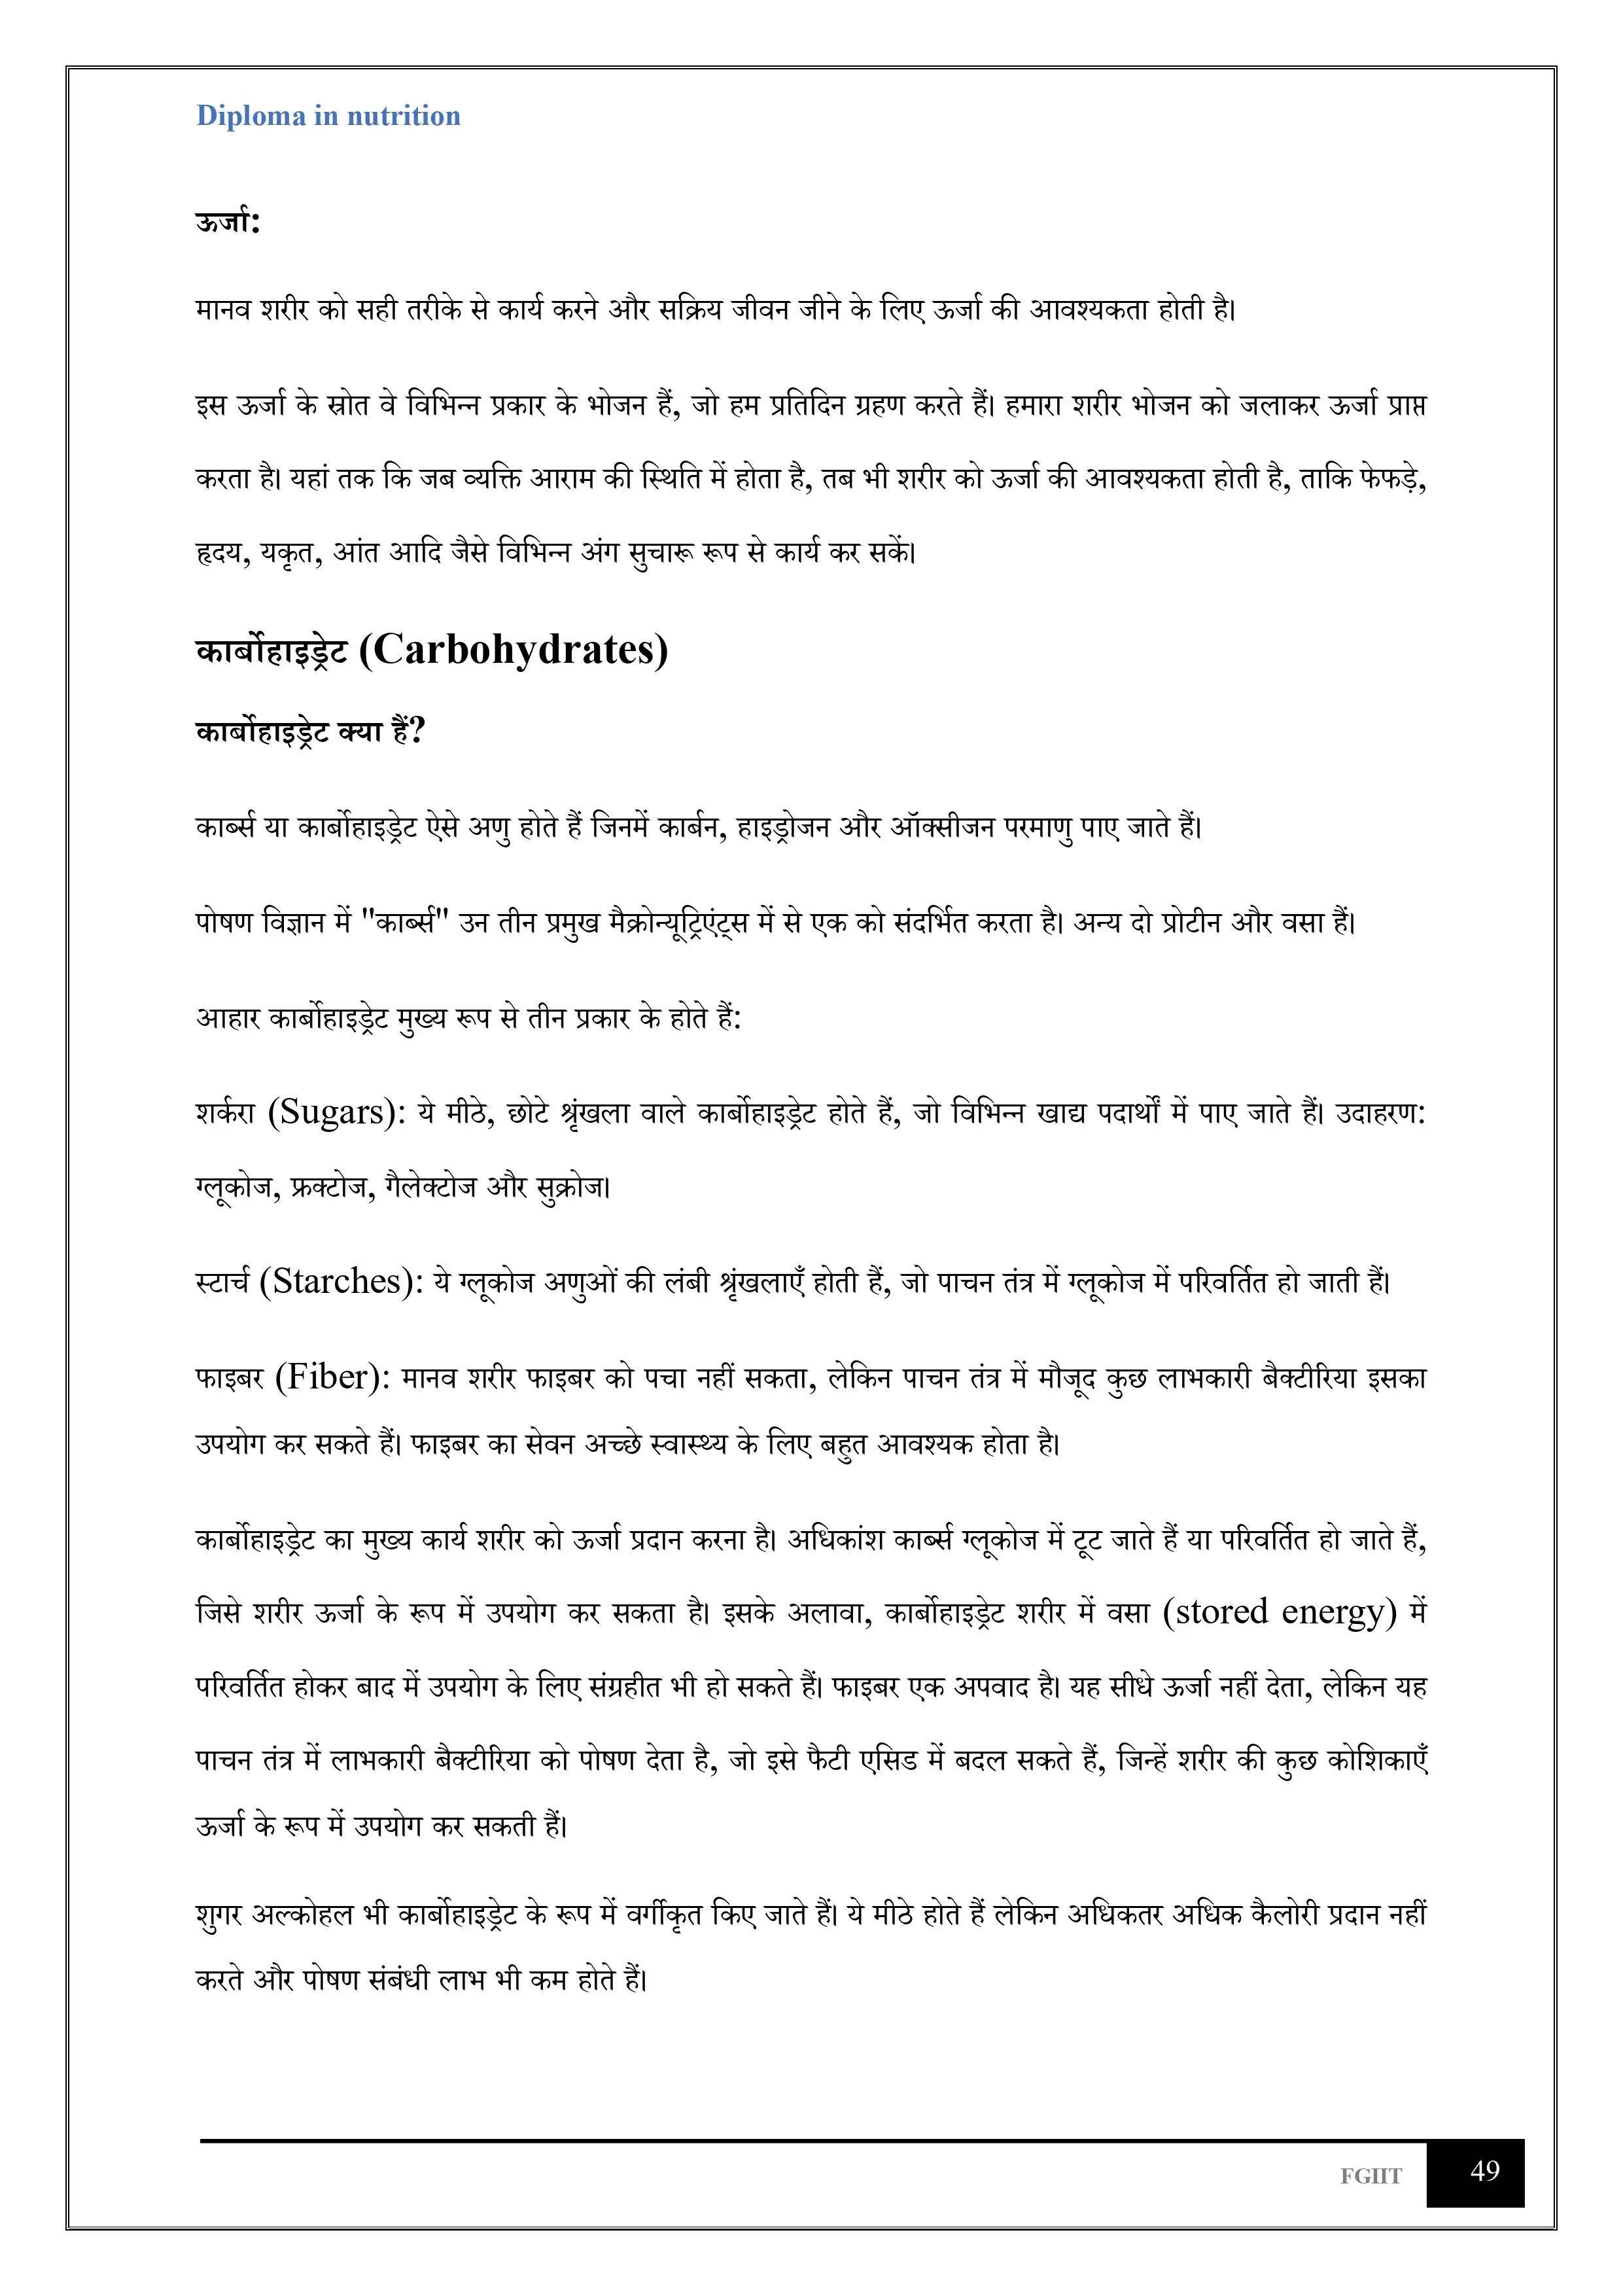 Diploma in nutrition
ऊर्जा:
मानव शरीर को सही तरीके से कार्य करने और सक्रिय जीवन जीने के लिए ऊर्जा की आवश्यकता होती है।
इस ऊर्जा के स्रोत वे विभिन्न प्रकार के भोजन हैं, जो हम प्रतिदिन ग्रहण करते हैं। हमारा शरीर भोजन को जलाकर ऊर्जा प्राप्त
करता है। यहां तक कि जब व्यक्ति आराम की स्थिति में होता है, तब भी शरीर को ऊर्जा की आवश्यकता होती है, ताकि फेफड़े,
हृदय, यकृत, आंत आदि जैसे विभिन्न अंग सुचारू रूप से कार्य कर सकें।
कार्बोहाइड्रेट (Carbohydrates)
कार्बोहाइड्रेट क्या हैं?
कार्ब्स या कार्बोहाइड्रेट ऐसे अणु होते हैं जिनमें कार्बन, हाइड्रोजन और ऑक्सीजन परमाणु पाए जाते हैं।
पोषण विज्ञान में "कार्ब्स" उन तीन प्रमुख मैक्रोन्यूट्रिएंट्स में से एक को संदर्भित करता है। अन्य दो प्रोटीन और वसा हैं।
आहार कार्बोहाइड्रेट मुख्य रूप से तीन प्रकार के होते हैं:
शर्करा (Sugars): ये मीठे, छोटे श्रृंखला वाले कार्बोहाइड्रेट होते हैं, जो विभिन्न खाद्य पदार्थों में पाए जाते हैं। उदाहरण:
ग्लूकोज, फ्रक्टोज, गैलेक्टोज और सुक्रोज।
स्टार्च (Starches): ये ग्लूकोज अणुओं की लंबी श्रृंखलाएँ होती हैं, जो पाचन तंत्र में ग्लूकोज में परिवर्तित हो जाती हैं।
फाइबर (Fiber): मानव शरीर फाइबर को पचा नहीं सकता, लेकिन पाचन तंत्र में मौजूद कुछ लाभकारी बैक्टीरिया इसका
उपयोग कर सकते हैं। फाइबर का सेवन अच्छे स्वास्थ्य के लिए बहुत आवश्यक होता है।
कार्बोहाइड्रेट का मुख्य कार्य शरीर को ऊर्जा प्रदान करना है। अधिकांश कार्ब्स ग्लूकोज में टूट जाते हैं या परिवर्तित हो जाते हैं,
जिसे शरीर ऊर्जा के रूप में उपयोग कर सकता है। इसके अलावा, कार्बोहाइड्रेट शरीर में वसा (stored energy) में
परिवर्तित होकर बाद में उपयोग के लिए संग्रहीत भी हो सकते हैं। फाइबर एक अपवाद है। यह सीधे ऊर्जा नहीं देता, लेकिन यह
पाचन तंत्र में लाभकारी बैक्टीरिया को पोषण देता है, जो इसे फैटी एसिड में बदल सकते हैं, जिन्हें शरीर की कुछ कोशिकाएँ
ऊर्जा के रूप में उपयोग कर सकती हैं।
शुगर अल्कोहल भी कार्बोहाइड्रेट के रूप में वर्गीकृत किए जाते हैं। ये मीठे होते हैं लेकिन अधिकतर अधिक कैलोरी प्रदान नहीं
करते और पोषण संबंधी लाभ भी कम होते हैं।
FGIIT 49